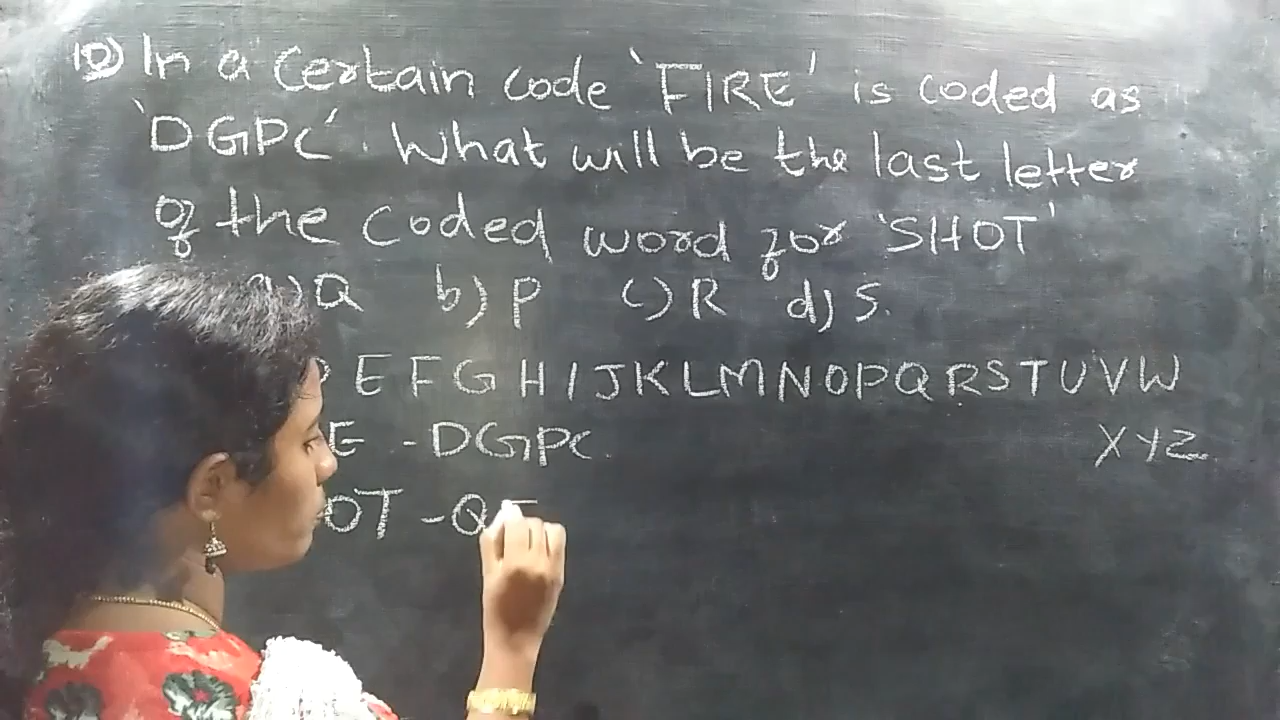 10) In a certain code 'FIRE' is coded as
'DGPC'. What will be the last letter
of the coded word for 'SHOT'
a) Q b) P c) R d) S.
D E F G H I J K L M N O P Q R S T U V W
X Y Z
E - DGPC.
OT - QF